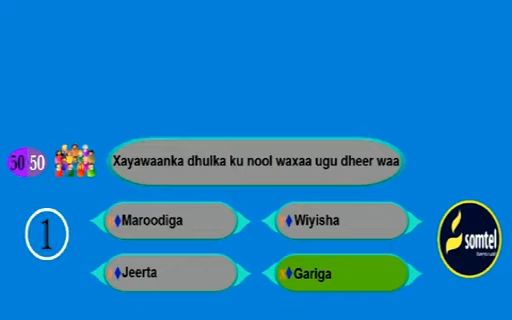 50 50
Xayawaanka dhulka ku nool waxaa ugu dheer waa
1
Maroodiga
Wiyisha
Jeerta
Gariga
somtel